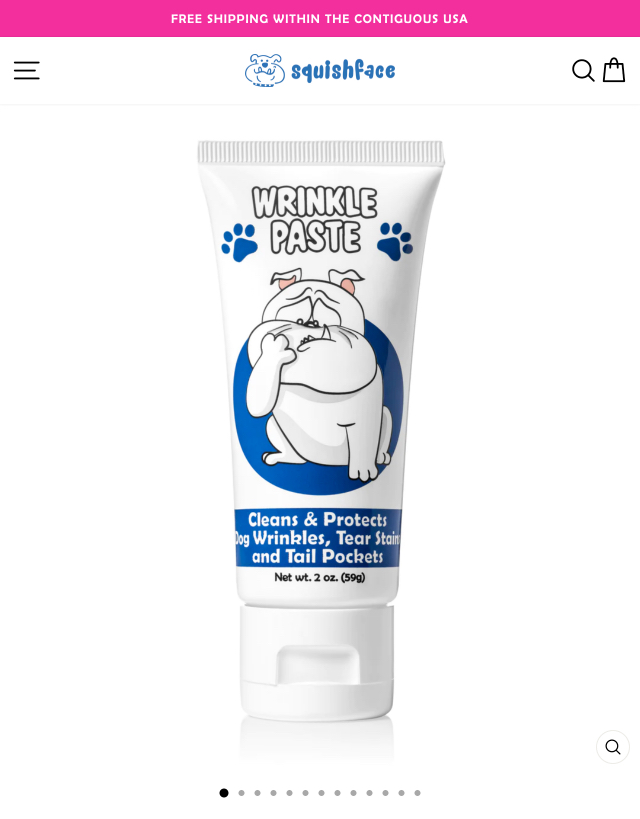 FREE SHIPPING WITHIN THE CONTIGUOUS USA
squishface
WRINKLE
PASTE
Cleans & Protects
Dog Wrinkles, Tear Stains
and Tail Pockets
Net wt. 2 oz. (59g)